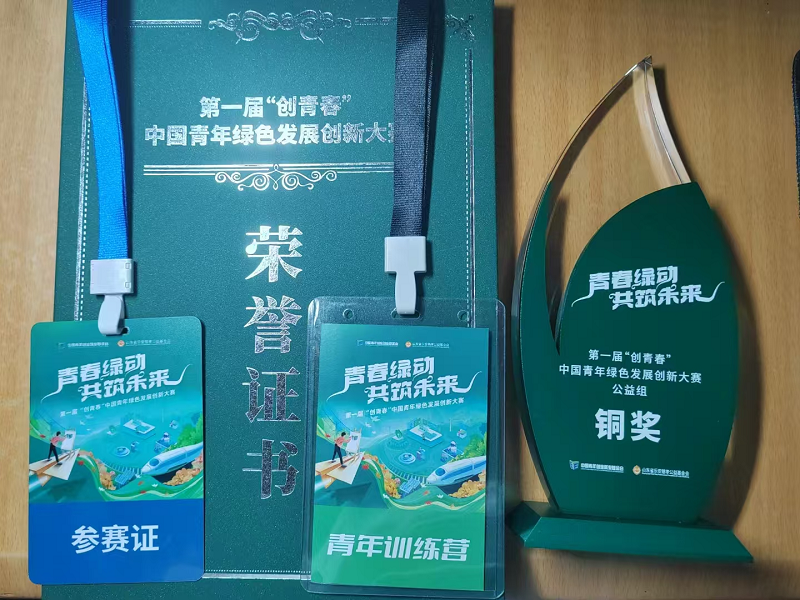 第一届“创青春”
中国青年绿色发展创新大赛
荣誉证书
青春绿动
共筑未来
第一届“创青春”中国青年绿色发展创新大赛
参赛证
青春绿动
共筑未来
第一届“创青春”中国青年绿色发展创新大赛
青年训练营
青春绿动
共筑未来
第一届“创青春”
中国青年绿色发展创新大赛
公益组
铜奖